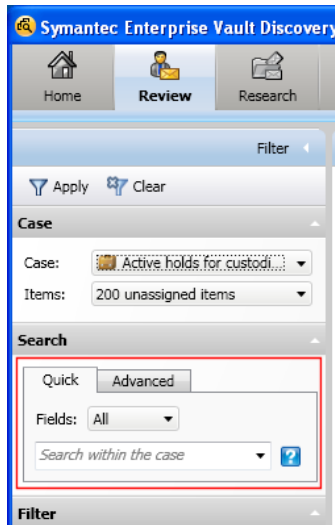 Symantec Enterprise Vault Discovery
Home
Review
Research
Filter
Apply
Clear
Case
Case:
Active holds for custodi...
Items:
200 unassigned items
Search
Quick
Advanced
Fields:
All
Search within the case
?
Filter